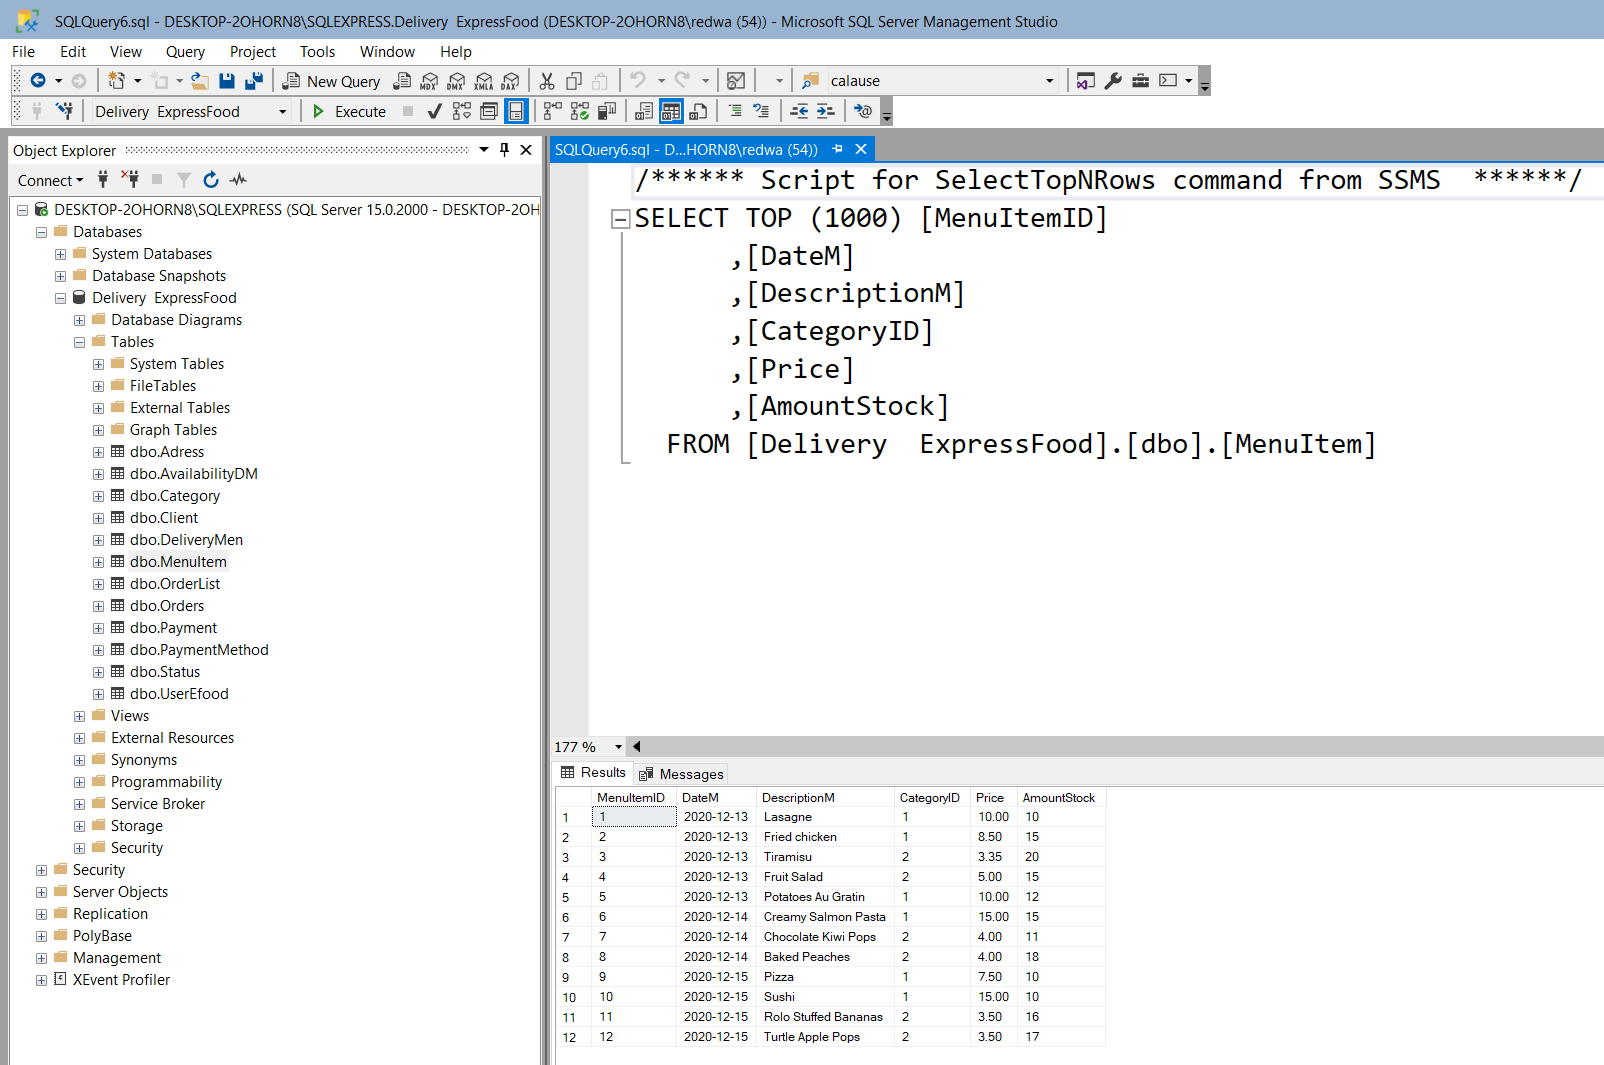 SQLQuery6.sql - DESKTOP-2OHORN8\SQLEXPRESS.Delivery  ExpressFood (DESKTOP-2OHORN8\redwa (54)) - Microsoft SQL Server Management Studio
File Edit View Query Project Tools Window Help
New Query MDX DMX XMLA DAX calause
Delivery  ExpressFood Execute
Object Explorer
Connect
DESKTOP-2OHORN8\SQLEXPRESS (SQL Server 15.0.2000 - DESKTOP-2OH
Databases
System Databases
Database Snapshots
Delivery  ExpressFood
Database Diagrams
Tables
System Tables
FileTables
External Tables
Graph Tables
dbo.Adress
dbo.AvailabilityDM
dbo.Category
dbo.Client
dbo.DeliveryMen
dbo.MenuItem
dbo.OrderList
dbo.Orders
dbo.Payment
dbo.PaymentMethod
dbo.Status
dbo.UserEfood
Views
External Resources
Synonyms
Programmability
Service Broker
Storage
Security
Security
Server Objects
Replication
PolyBase
Management
XEvent Profiler
SQLQuery6.sql - D...HORN8\redwa (54))
/****** Script for SelectTopNRows command from SSMS  ******/
SELECT TOP (1000) [MenuItemID]
,[DateM]
,[DescriptionM]
,[CategoryID]
,[Price]
,[AmountStock]
FROM [Delivery  ExpressFood].[dbo].[MenuItem]
177 %
Results Messages
MenuItemID DateM DescriptionM CategoryID Price AmountStock
1 1 2020-12-13 Lasagne 1 10.00 10
2 2 2020-12-13 Fried chicken 1 8.50 15
3 3 2020-12-13 Tiramisu 2 3.35 20
4 4 2020-12-13 Fruit Salad 2 5.00 15
5 5 2020-12-13 Potatoes Au Gratin 1 10.00 12
6 6 2020-12-14 Creamy Salmon Pasta 1 15.00 15
7 7 2020-12-14 Chocolate Kiwi Pops 2 4.00 11
8 8 2020-12-14 Baked Peaches 2 4.00 18
9 9 2020-12-15 Pizza 1 7.50 10
10 10 2020-12-15 Sushi 1 15.00 10
11 11 2020-12-15 Rolo Stuffed Bananas 2 3.50 16
12 12 2020-12-15 Turtle Apple Pops 2 3.50 17